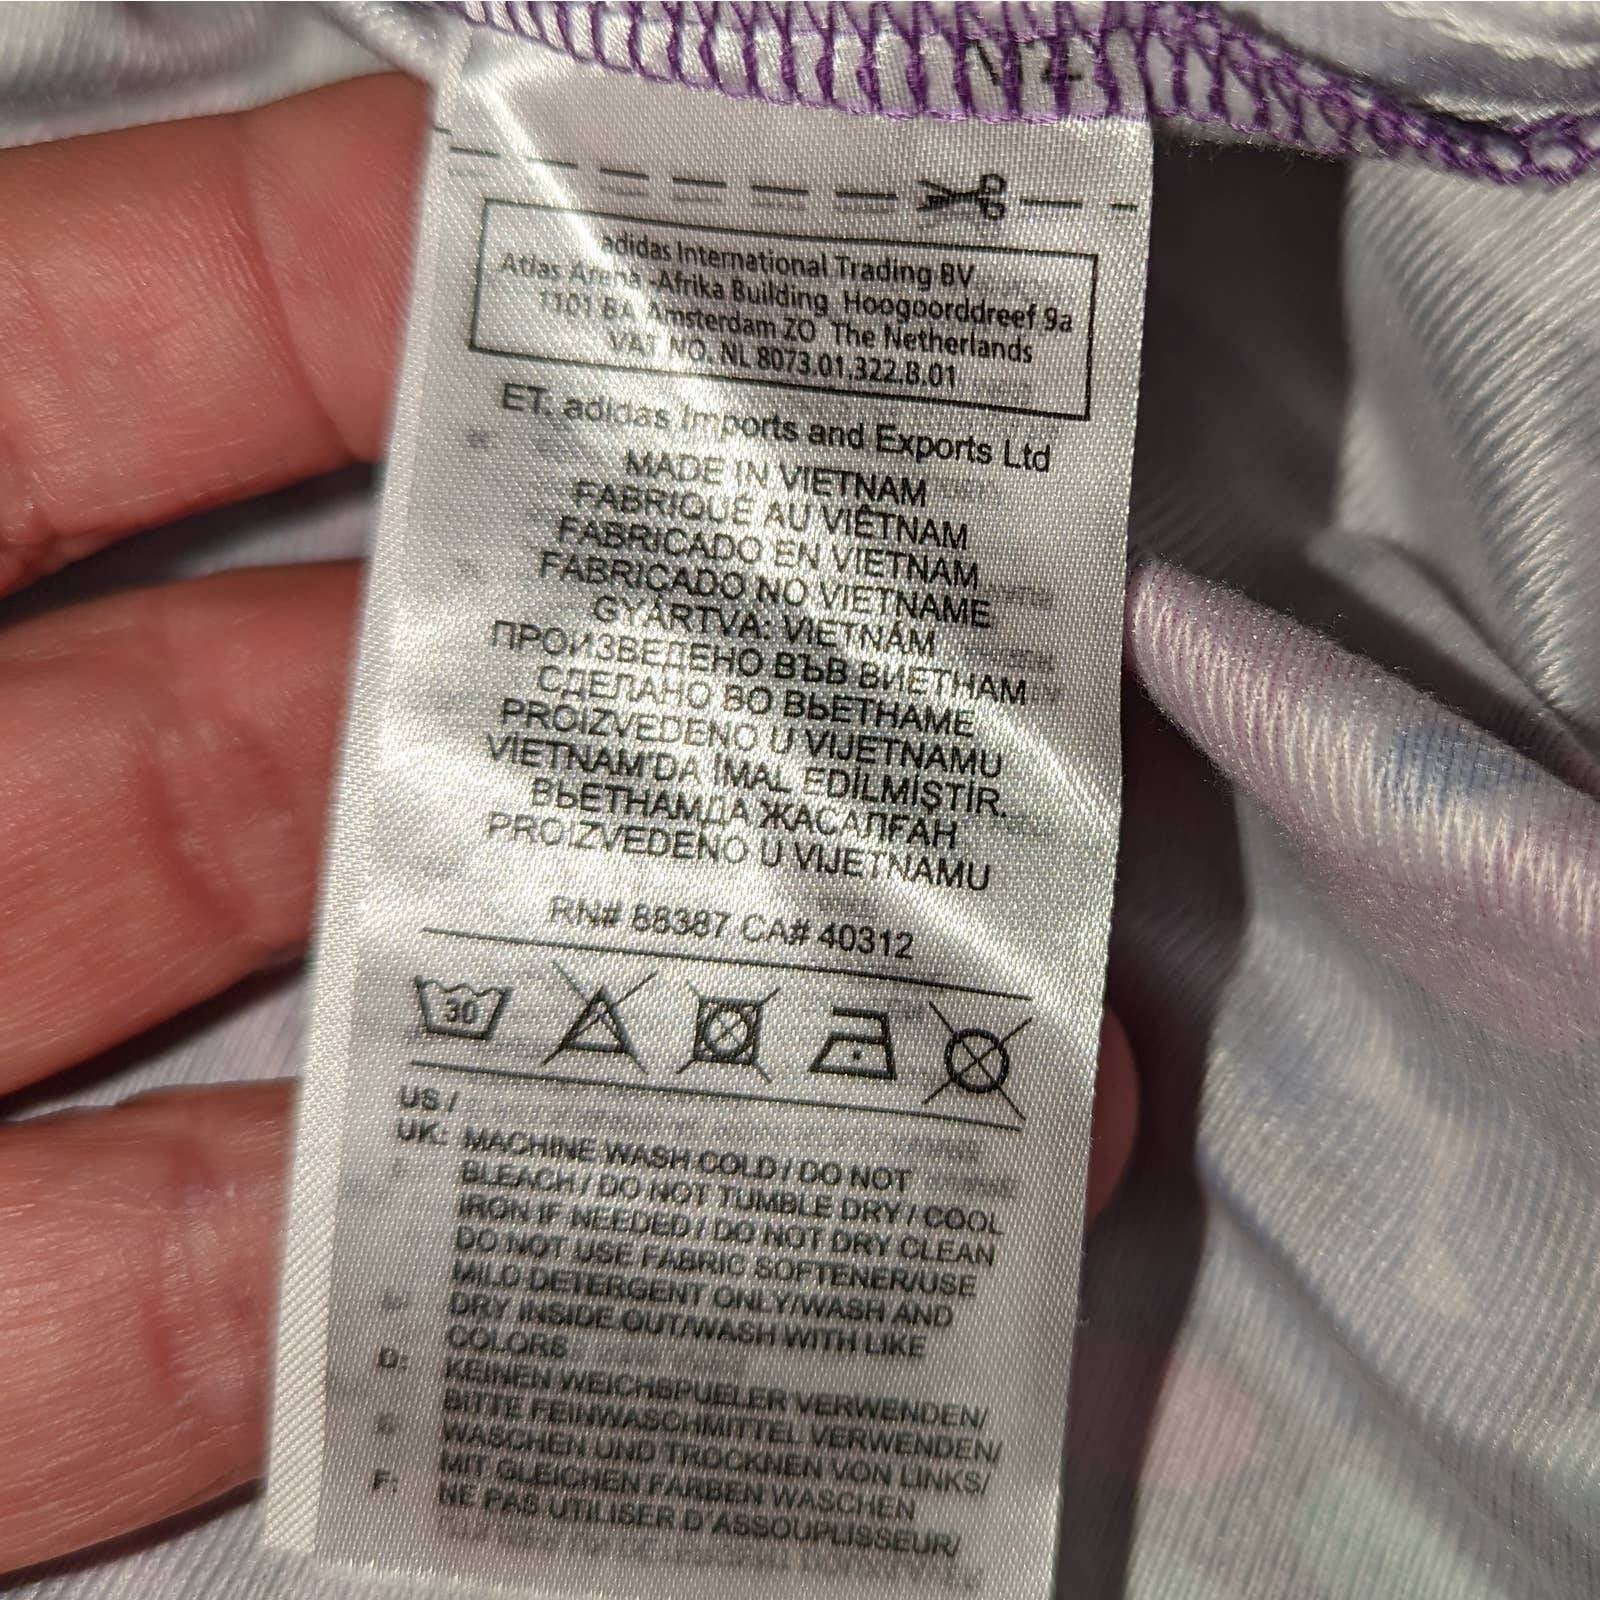 adidas International Trading BV
Atlas Arena -Afrika Building Hoogoorddreef 9a
1101 BA Amsterdam ZO The Netherlands
VAT NO. NL 8073.01.322.B.01
ET. adidas Imports and Exports Ltd
MADE IN VIETNAM
FABRIQUÉ AU VIÊTNAM
FABRICADO EN VIETNAM
FABRICADO NO VIETNAME
GYÁRTVA: VIETNÁM
ПРОИЗВЕДЕНО ВЪВ ВИЕТНАМ
СДЕЛАНО ВО ВЬЕТНАМЕ
PROIZVEDENO U VIJETNAMU
VIETNAM'DA İMAL EDİLMİŞTİR.
ВЬЕТНАМДА ЖАСАЛҒАН
PROIZVEDENO U VIJETNAMU
RN# 88387 CA# 40312
30
US /
UK: MACHINE WASH COLD / DO NOT
BLEACH / DO NOT TUMBLE DRY / COOL
IRON IF NEEDED / DO NOT DRY CLEAN
DO NOT USE FABRIC SOFTENER/USE
MILD DETERGENT ONLY/WASH AND
DRY INSIDE OUT/WASH WITH LIKE
COLORS
D: KEINEN WEICHSPUELER VERWENDEN/
BITTE FEINWASCHMITTEL VERWENDEN/
WASCHEN UND TROCKNEN VON LINKS/
MIT GLEICHEN FARBEN WASCHEN
F: NE PAS UTILISER D'ASSOUPLISSEUR/